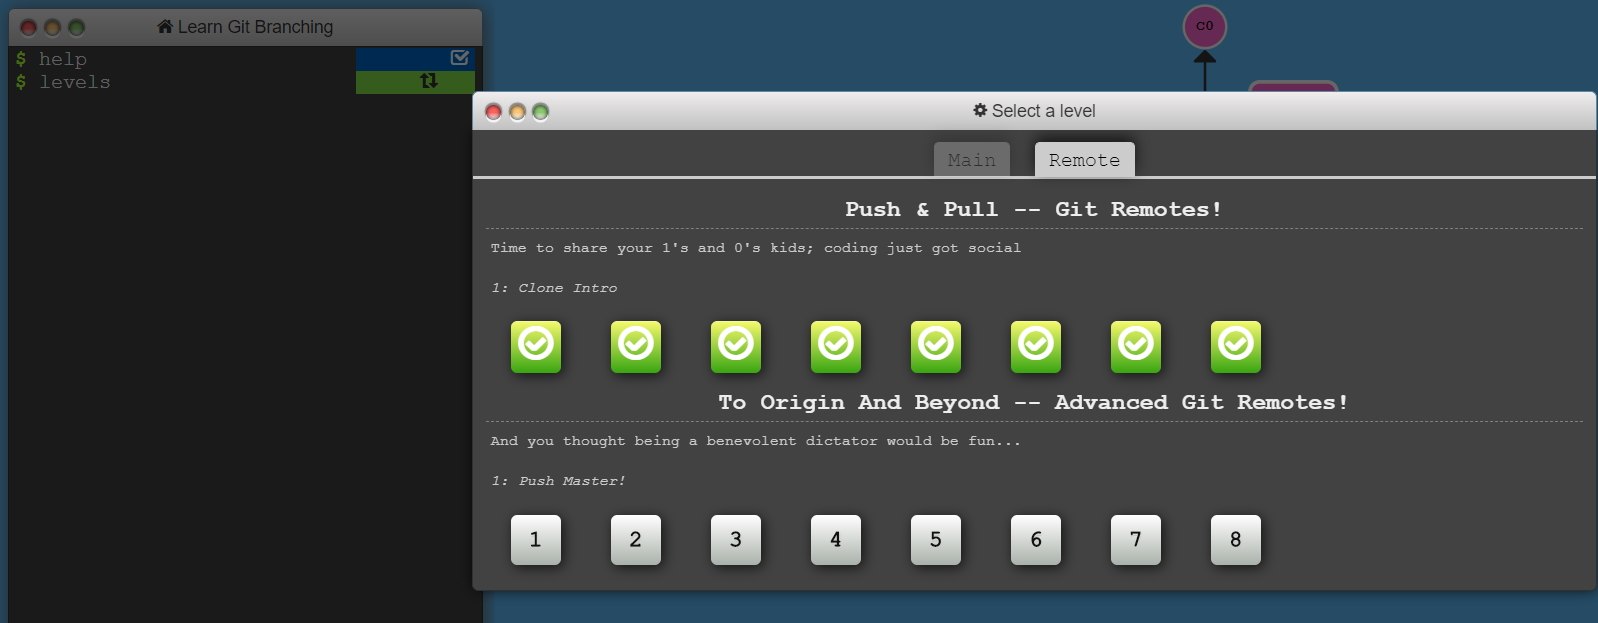 Learn Git Branching
$ help
$ levels
C0
Select a level
Main
Remote
Push & Pull -- Git Remotes!
Time to share your 1's and 0's kids; coding just got social
1: Clone Intro
To Origin And Beyond -- Advanced Git Remotes!
And you thought being a benevolent dictator would be fun...
1: Push Master!
1 2 3 4 5 6 7 8